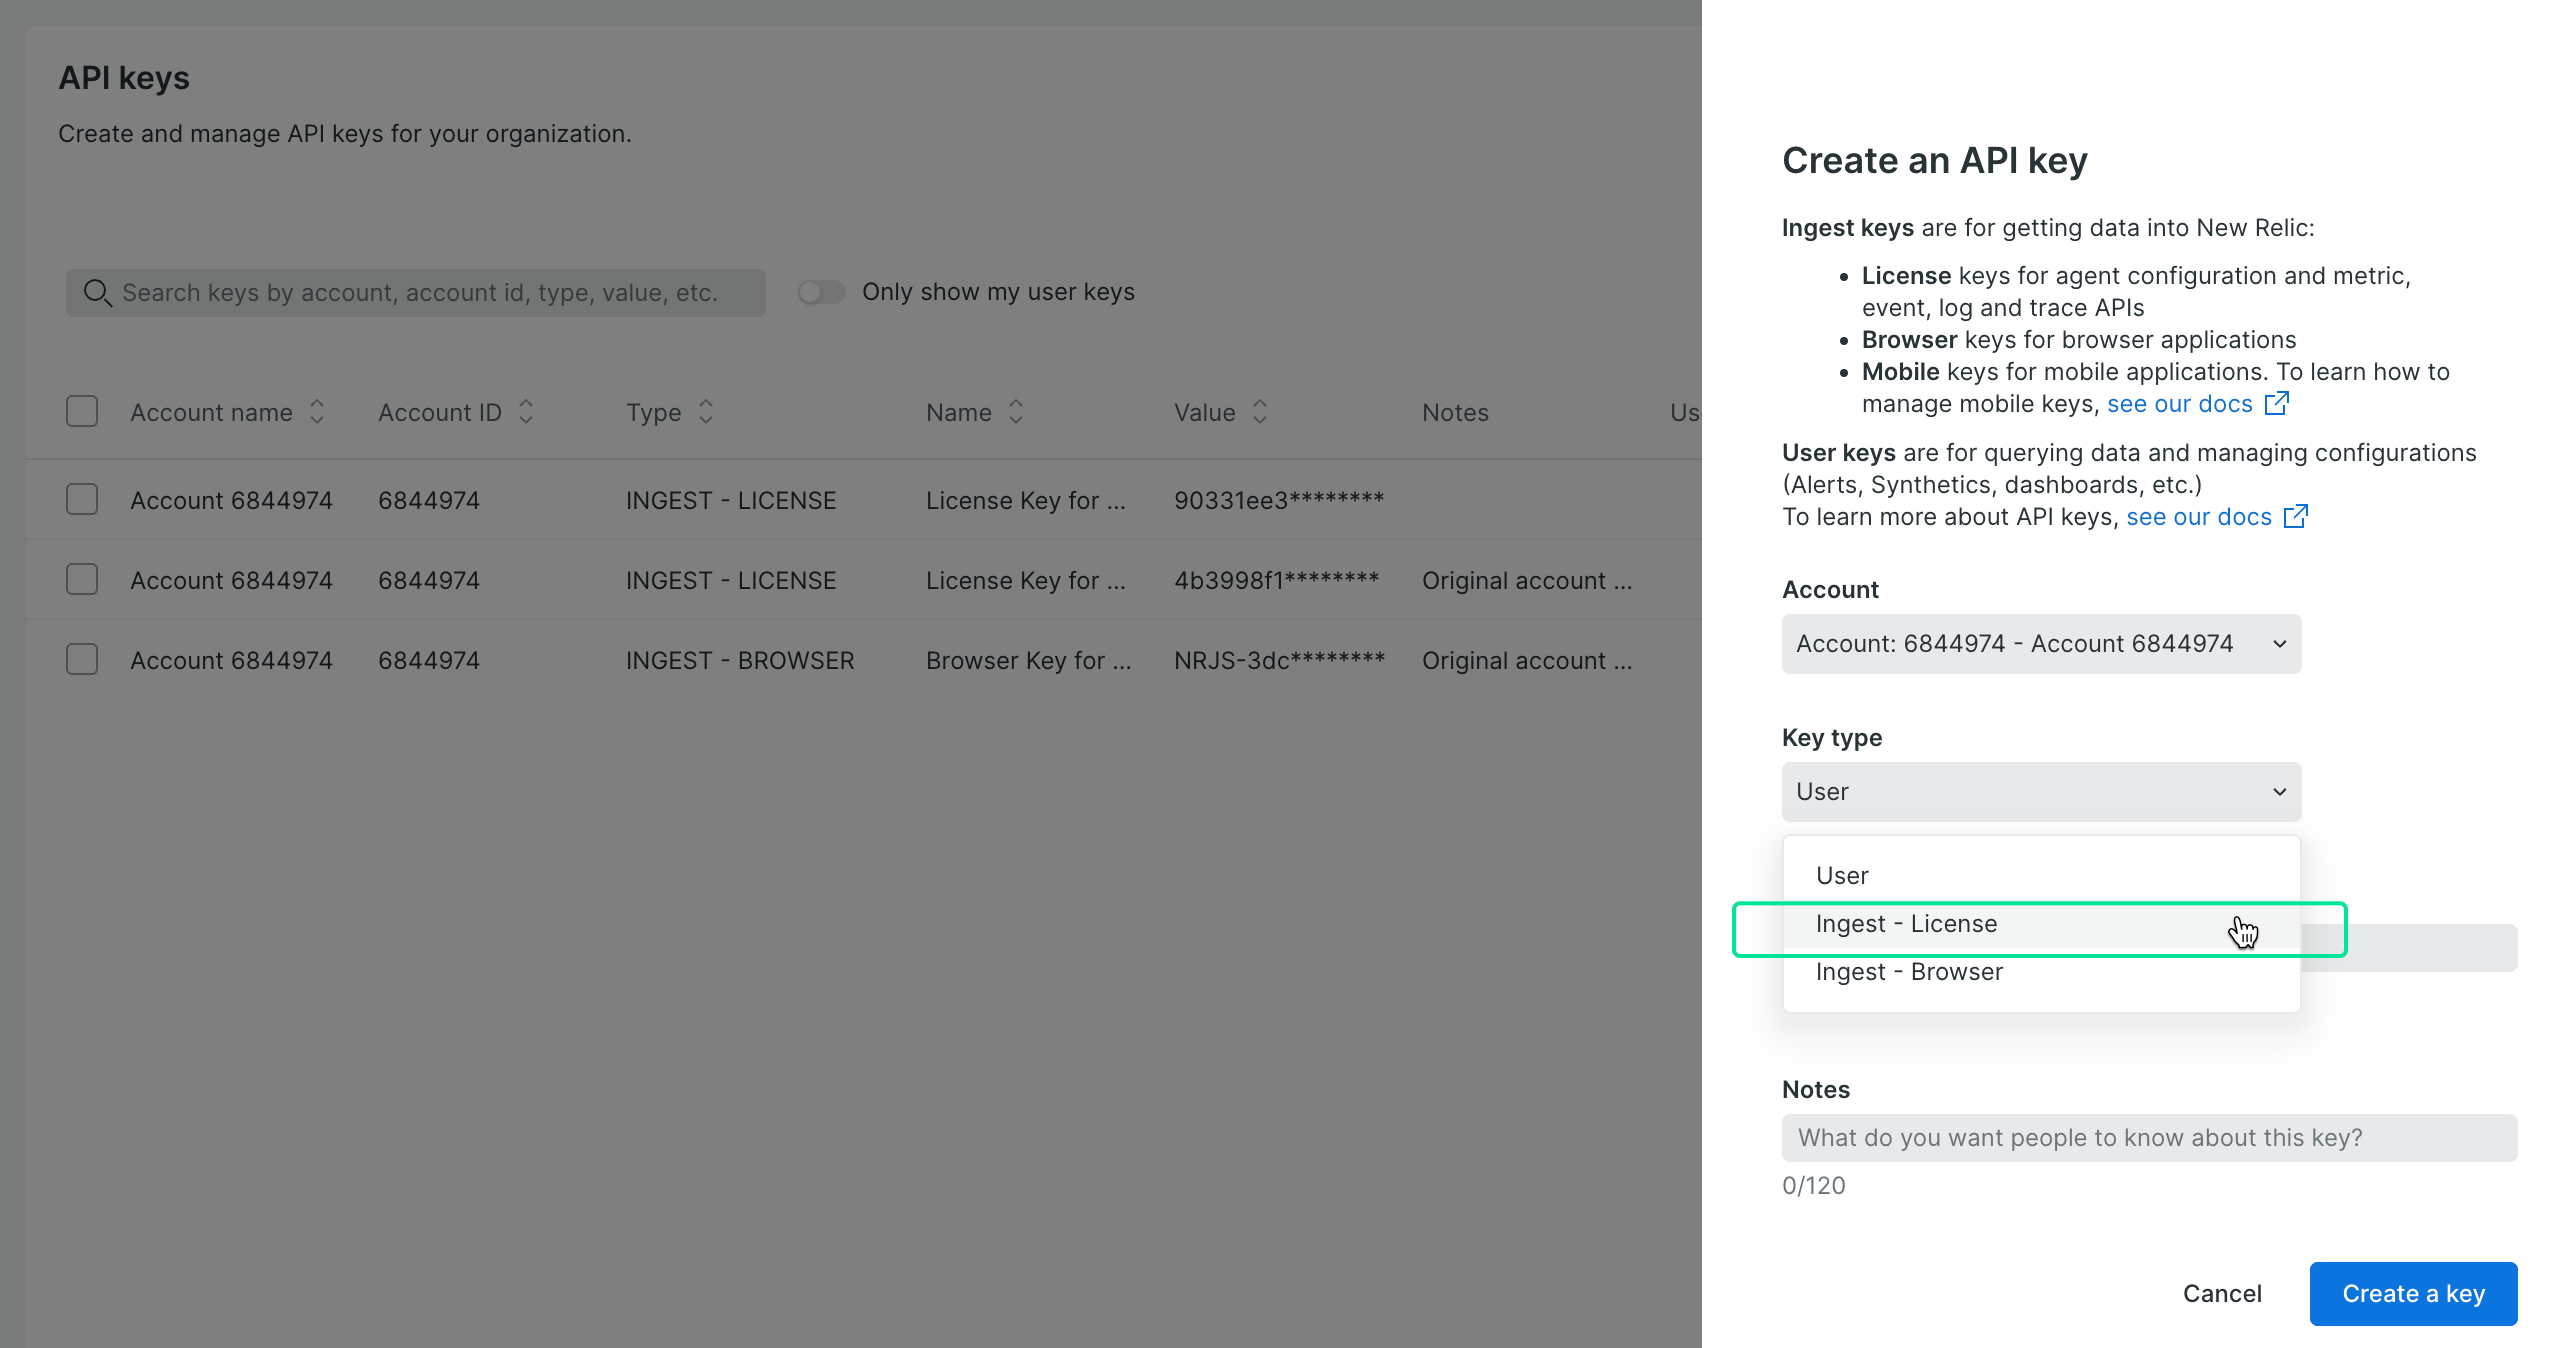 API keys
Create and manage API keys for your organization.
Search keys by account, account id, type, value, etc.
Only show my user keys
Account name Account ID Type Name Value Notes Us
Account 6844974 6844974 INGEST - LICENSE License Key for ... 90331ee3********
Account 6844974 6844974 INGEST - LICENSE License Key for ... 4b3998f1******** Original account ...
Account 6844974 6844974 INGEST - BROWSER Browser Key for ... NRJS-3dc******** Original account ...
Create an API key
Ingest keys are for getting data into New Relic:
• License keys for agent configuration and metric,
event, log and trace APIs
• Browser keys for browser applications
• Mobile keys for mobile applications. To learn how to
manage mobile keys, see our docs
User keys are for querying data and managing configurations
(Alerts, Synthetics, dashboards, etc.)
To learn more about API keys, see our docs
Account
Account: 6844974 - Account 6844974
Key type
User
User
Ingest - License
Ingest - Browser
Notes
What do you want people to know about this key?
0/120
Cancel
Create a key